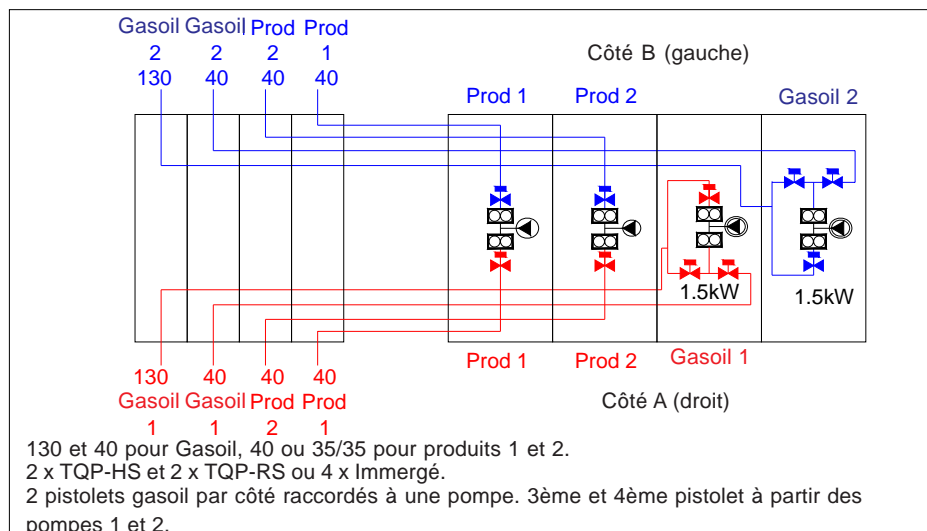 Gasoil Gasoil Prod Prod
2 2 2 1
130 40 40 40
Côté B (gauche)
Prod 1 Prod 2 Gasoil 2
1.5kW 1.5kW
Prod 1 Prod 2 Gasoil 1
130 40 40 40
Gasoil Gasoil Prod Prod
1 1 2 1
Côté A (droit)
130 et 40 pour Gasoil, 40 ou 35/35 pour produits 1 et 2.
2 x TQP-HS et 2 x TQP-RS ou 4 x Immergé.
2 pistolets gasoil par côté raccordés à une pompe. 3ème et 4ème pistolet à partir des
pompes 1 et 2.